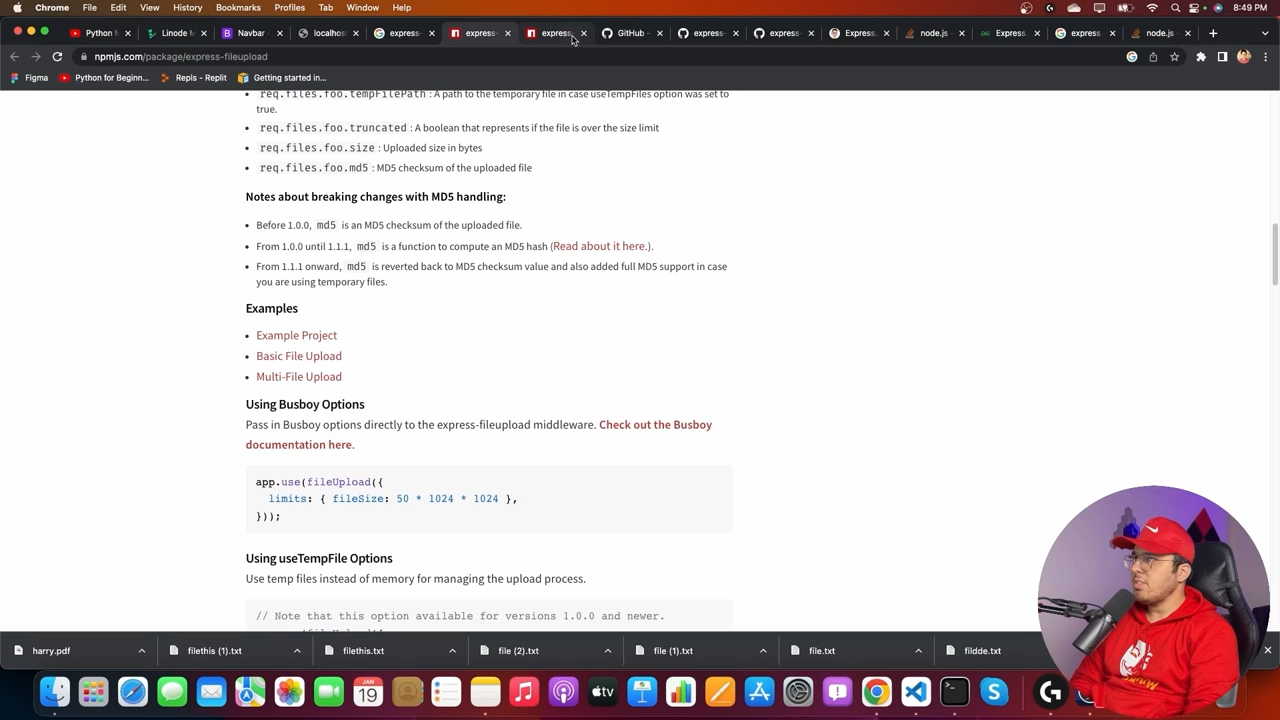 Chrome File Edit View History Bookmarks Profiles Tab Window Help 8:49 PM
Python f Linode M Navbar localhos express- express- express- GitHub - express- express- Express. node.js Express. express node.js
npmjs.com/package/express-fileupload
Figma Python for Beginn... Repls - Replit Getting started in...
req.files.foo.tempFilePath : A path to the temporary file in case useTempFiles option was set to
true.
req.files.foo.truncated : A boolean that represents if the file is over the size limit
req.files.foo.size : Uploaded size in bytes
req.files.foo.md5 : MD5 checksum of the uploaded file
Notes about breaking changes with MD5 handling:
Before 1.0.0, md5 is an MD5 checksum of the uploaded file.
From 1.0.0 until 1.1.1, md5 is a function to compute an MD5 hash (Read about it here.).
From 1.1.1 onward, md5 is reverted back to MD5 checksum value and also added full MD5 support in case
you are using temporary files.
Examples
Example Project
Basic File Upload
Multi-File Upload
Using Busboy Options
Pass in Busboy options directly to the express-fileupload middleware. Check out the Busboy
documentation here.
app.use(fileUpload({
limits: { fileSize: 50 * 1024 * 1024 },
}));
Using useTempFile Options
Use temp files instead of memory for managing the upload process.
// Note that this option available for versions 1.0.0 and newer.
harry.pdf filethis (1).txt filethis.txt file (2).txt file (1).txt file.txt fildde.txt
JAN
19
tv